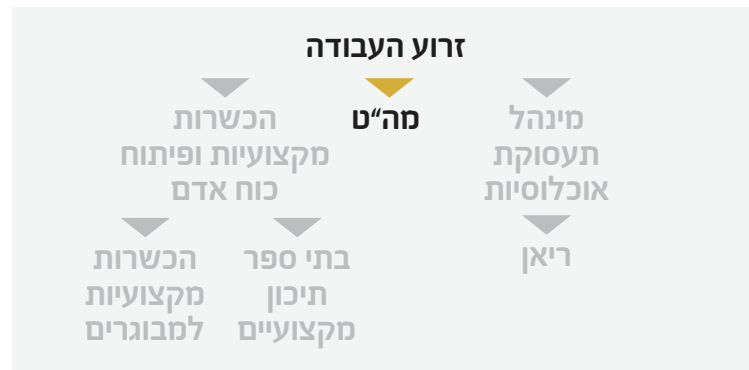 זרוע העבודה
מינהל
תעסוקת
אוכלוסיות
מה"ט
הכשרות
מקצועיות ופיתוח
כוח אדם
ריאן
בתי ספר
תיכון
מקצועיים
הכשרות
מקצועיות
למבוגרים